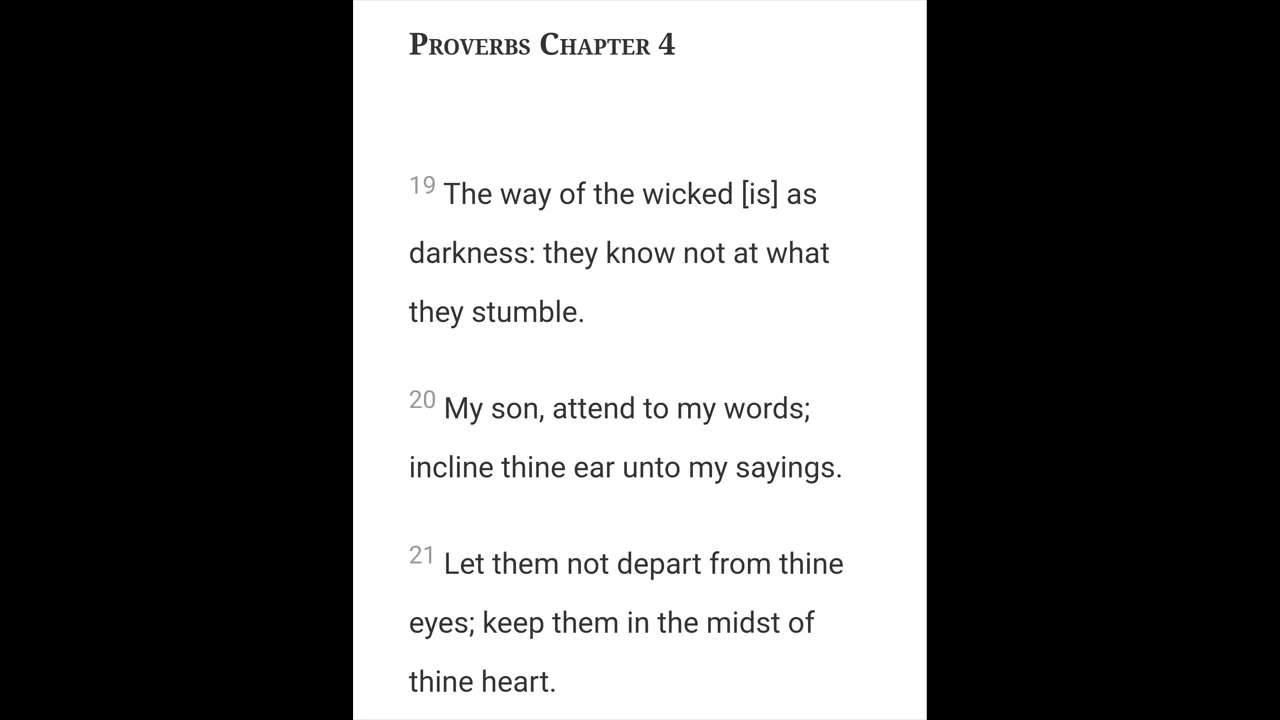 Proverbs Chapter 4
19 The way of the wicked [is] as
darkness: they know not at what
they stumble.
20 My son, attend to my words;
incline thine ear unto my sayings.
21 Let them not depart from thine
eyes; keep them in the midst of
thine heart.